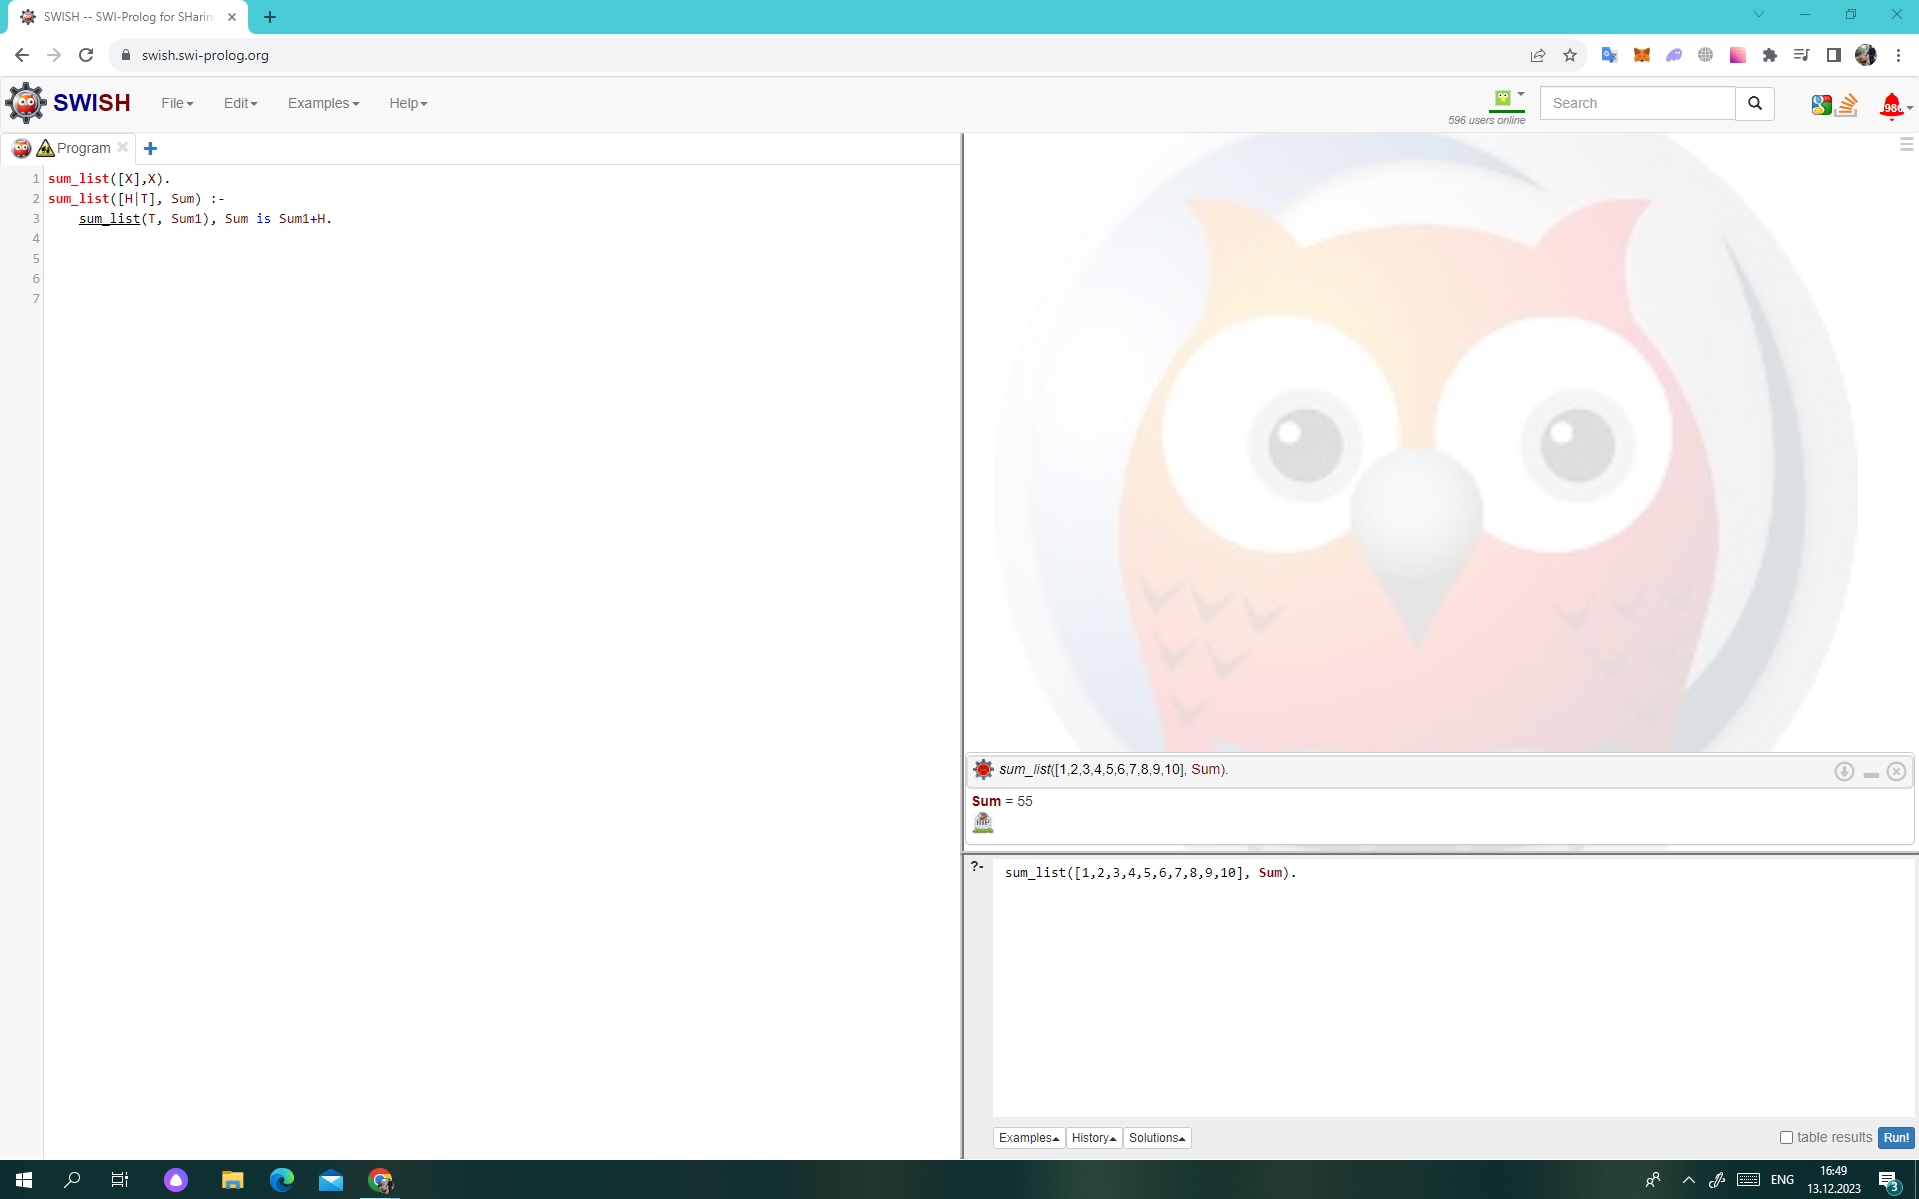 SWISH -- SWI-Prolog for SHarin
swish.swi-prolog.org
SWISH File Edit Examples Help
596 users online
Search
Program
1 sum_list([X],X).
2 sum_list([H|T], Sum) :-
3 sum_list(T, Sum1), Sum is Sum1+H.
4
5
6
7
sum_list([1,2,3,4,5,6,7,8,9,10], Sum).
Sum = 55
RIP
?- sum_list([1,2,3,4,5,6,7,8,9,10], Sum).
Examples History Solutions
table results Run!
ENG
16:49
13.12.2023
3